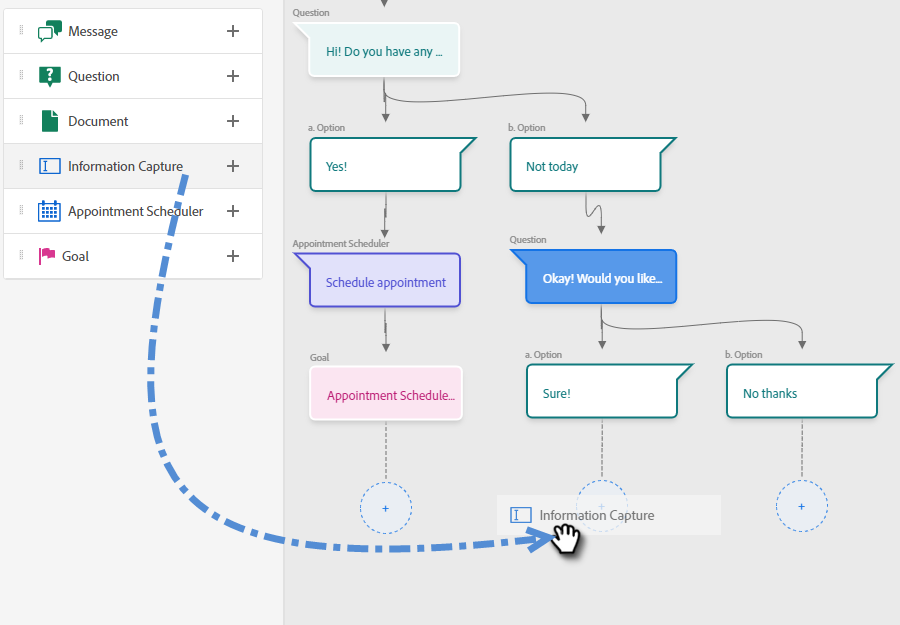 Message
Question
Document
Information Capture
Appointment Scheduler
Goal
Question
Hi! Do you have any ...
a. Option
b. Option
Yes!
Not today
Appointment Scheduler
Question
Schedule appointment
Okay! Would you like...
Goal
a. Option
b. Option
Appointment Schedule...
Sure!
No thanks
Information Capture